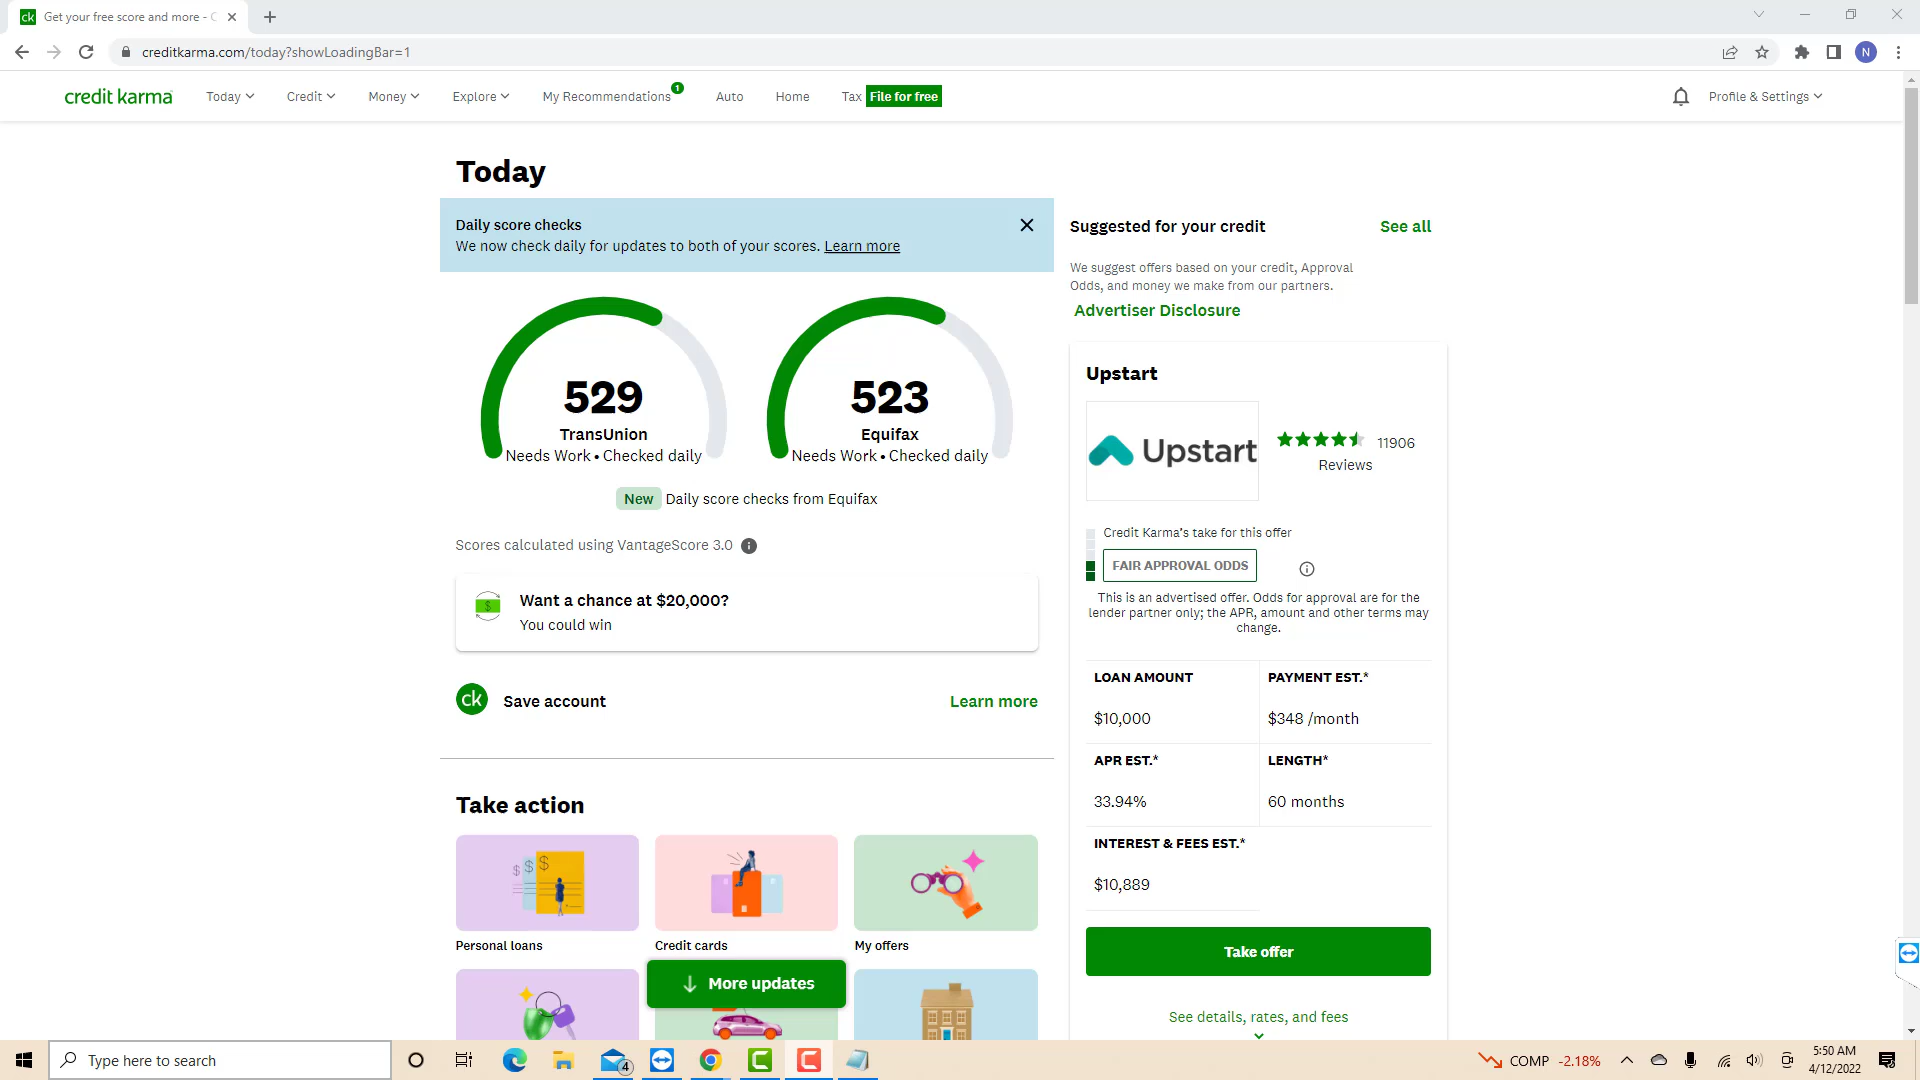 Get your free score and more - C
creditkarma.com/today?showLoadingBar=1
N
credit karma
Today
Credit
Money
Explore
My Recommendations
1
Auto
Home
Tax
File for free
Profile & Settings
Today
Daily score checks
We now check daily for updates to both of your scores. Learn more
529
TransUnion
Needs Work • Checked daily
523
Equifax
Needs Work • Checked daily
New Daily score checks from Equifax
Scores calculated using VantageScore 3.0
Want a chance at $20,000?
You could win
ck
Save account
Learn more
Take action
Personal loans
Credit cards
My offers
More updates
Suggested for your credit
See all
We suggest offers based on your credit, Approval
Odds, and money we make from our partners.
Advertiser Disclosure
Upstart
Upstart
11906
Reviews
Credit Karma's take for this offer
FAIR APPROVAL ODDS
This is an advertised offer. Odds for approval are for the
lender partner only; the APR, amount and other terms may
change.
LOAN AMOUNT
$10,000
PAYMENT EST.*
$348 /month
APR EST.*
33.94%
LENGTH*
60 months
INTEREST & FEES EST.*
$10,889
Take offer
See details, rates, and fees
Type here to search
4
COMP -2.18%
5:50 AM
4/12/2022